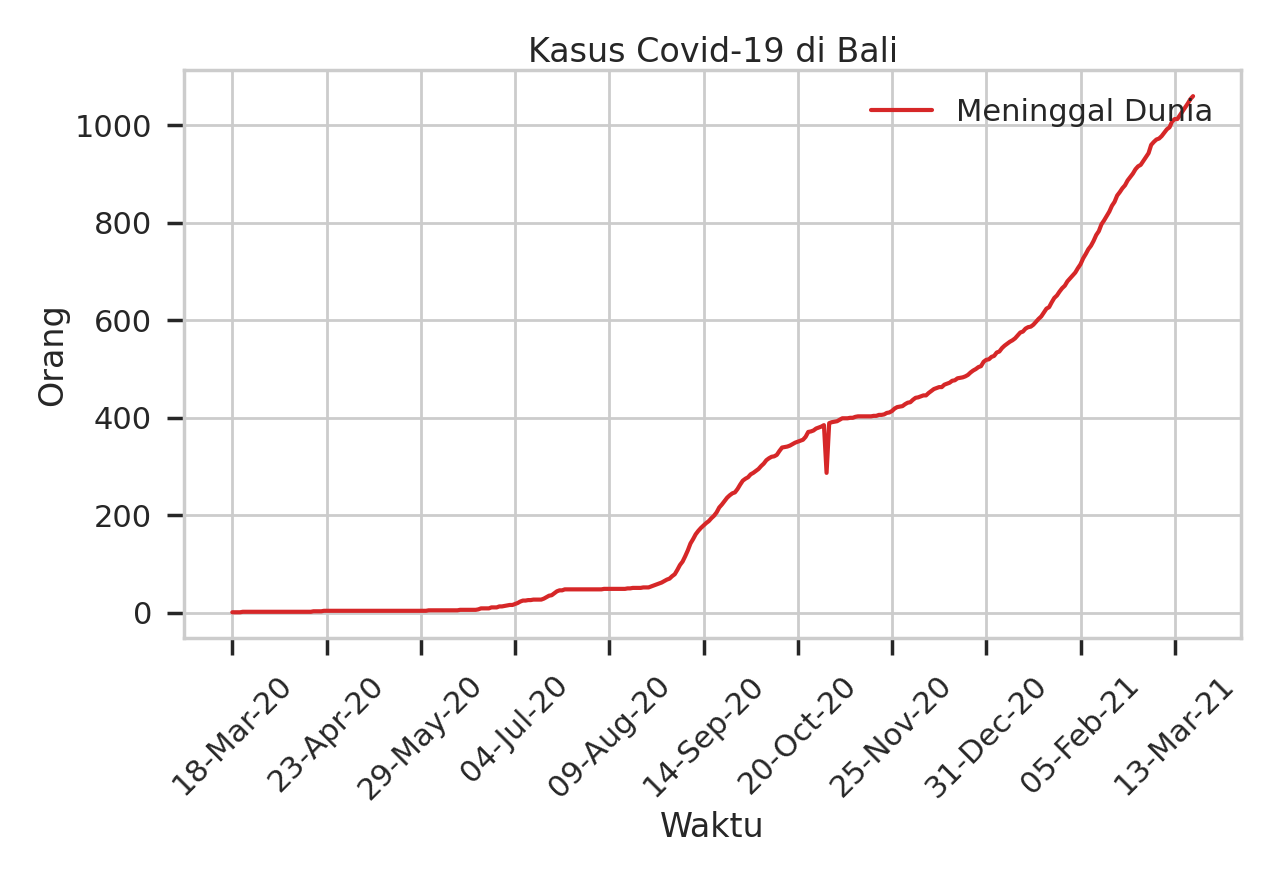 Kasus Covid-19 di Bali
Meninggal Dunia
Orang
1000
800
600
400
200
0
18-Mar-20
23-Apr-20
29-May-20
04-Jul-20
09-Aug-20
14-Sep-20
20-Oct-20
25-Nov-20
31-Dec-20
05-Feb-21
13-Mar-21
Waktu